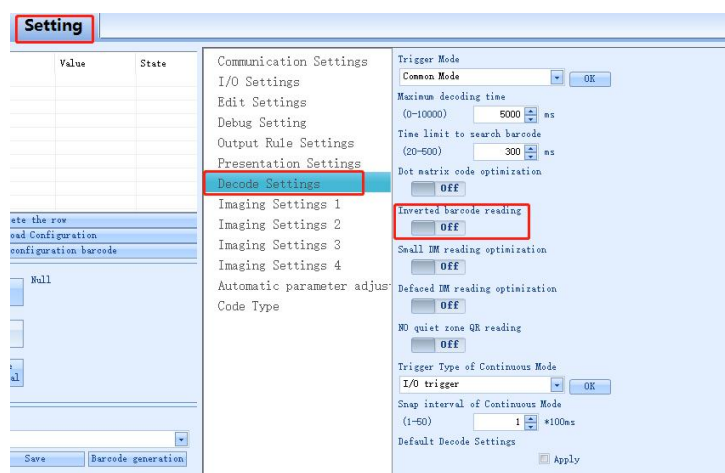 Setting
Value State
ete the row
oad Configuration
configuration barcode
Null
al
Save Barcode generation
Communication Settings
I/O Settings
Edit Settings
Debug Setting
Output Rule Settings
Presentation Settings
Decode Settings
Imaging Settings 1
Imaging Settings 2
Imaging Settings 3
Imaging Settings 4
Automatic parameter adjus
Code Type
Trigger Mode
Common Mode OK
Maximum decoding time
(0-10000) 5000 ms
Time limit to search barcode
(20-500) 300 ms
Dot matrix code optimization
Off
Inverted barcode reading
Off
Small DM reading optimization
Off
Defaced DM reading optimization
Off
NO quiet zone QR reading
Off
Trigger Type of Continuous Mode
I/O trigger OK
Snap interval of Continuous Mode
(1-50) 1 *100ms
Default Decode Settings
Apply